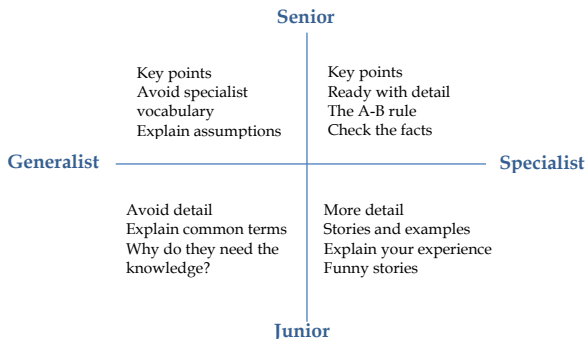 Senior
Key points
Avoid specialist
vocabulary
Explain assumptions
Key points
Ready with detail
The A-B rule
Check the facts
Generalist
Specialist
Avoid detail
Explain common terms
Why do they need the
knowledge?
More detail
Stories and examples
Explain your experience
Funny stories
Junior